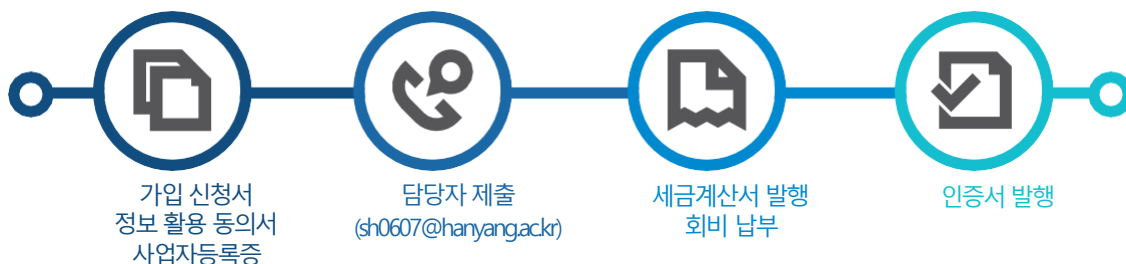 가입 신청서
정보 활용 동의서
사업자등록증
담당자 제출
(sh0607@hanyang.ac.kr)
세금계산서 발행
회비 납부
인증서 발행